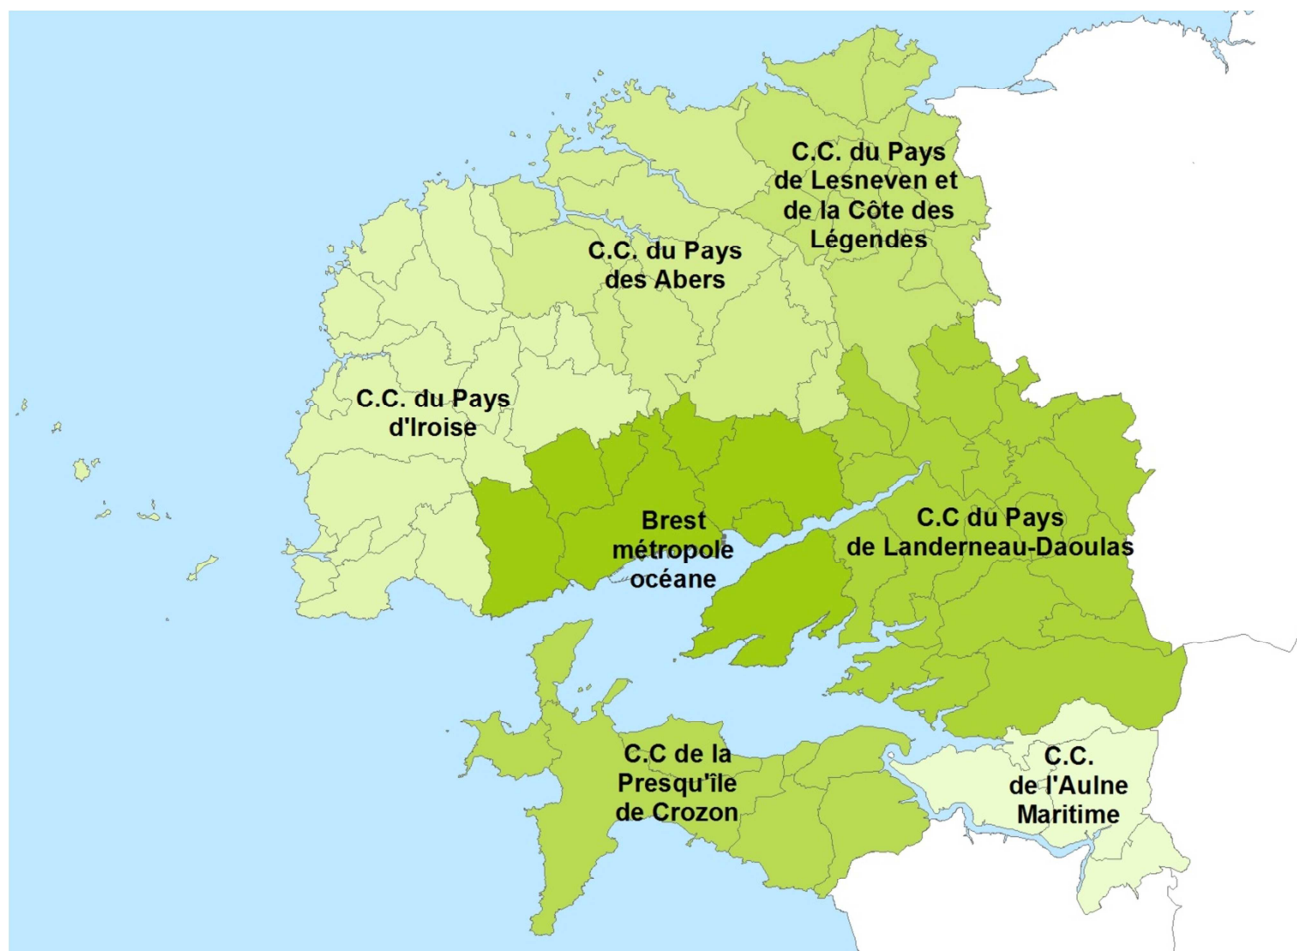 C.C. du Pays
de Lesneven et
de la Côte des
Légendes
C.C. du Pays
des Abers
C.C. du Pays
d'Iroise
Brest
métropole
océane
C.C du Pays
de Landerneau-Daoulas
C.C de la
Presqu'île
de Crozon
C.C.
de l'Aulne
Maritime